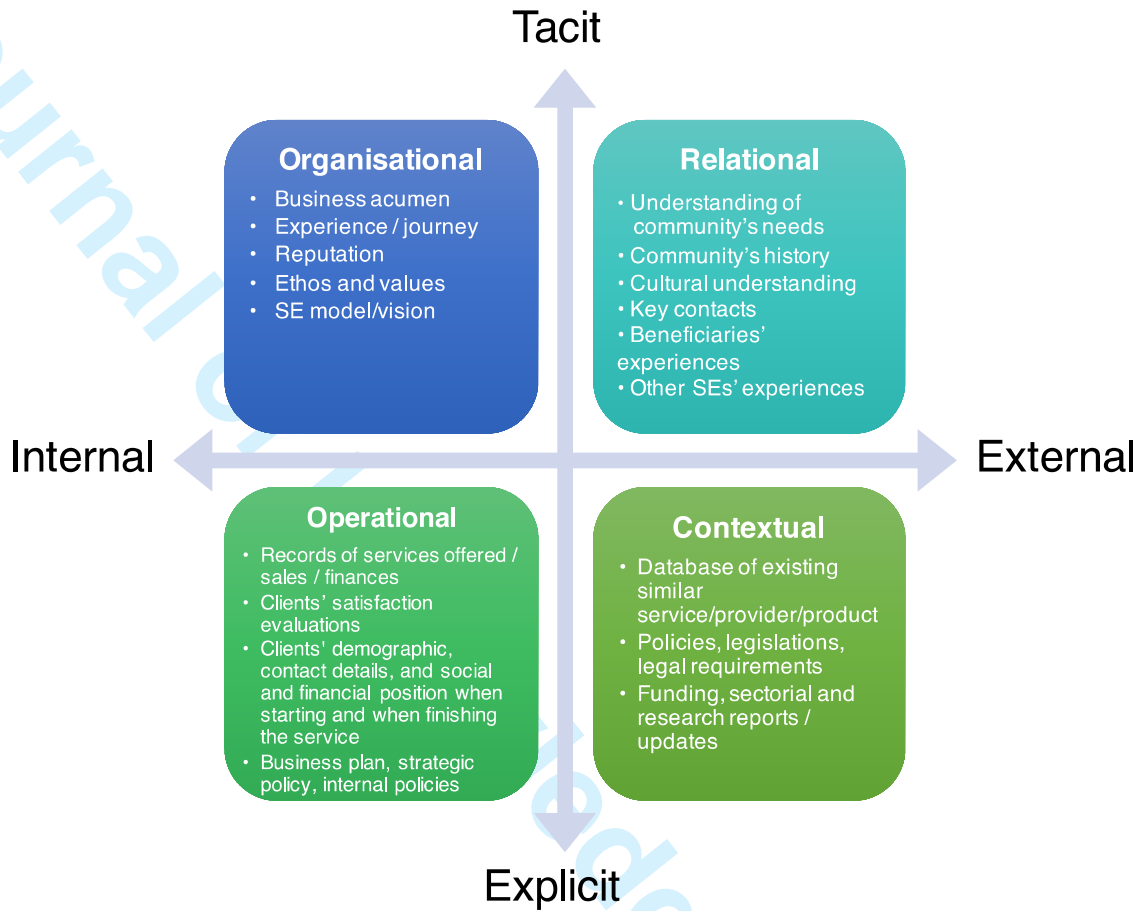 Tacit
Organisational
• Business acumen
• Experience / journey
• Reputation
• Ethos and values
• SE model/vision
Relational
• Understanding of
community's needs
• Community's history
• Cultural understanding
• Key contacts
• Beneficiaries'
experiences
• Other SEs' experiences
Internal
External
Operational
• Records of services offered /
sales / finances
• Clients' satisfaction
evaluations
• Clients' demographic,
contact details, and social
and financial position when
starting and when finishing
the service
• Business plan, strategic
policy, internal policies
Contextual
• Database of existing
similar
service/provider/product
• Policies, legislations,
legal requirements
• Funding, sectorial and
research reports /
updates
Explicit